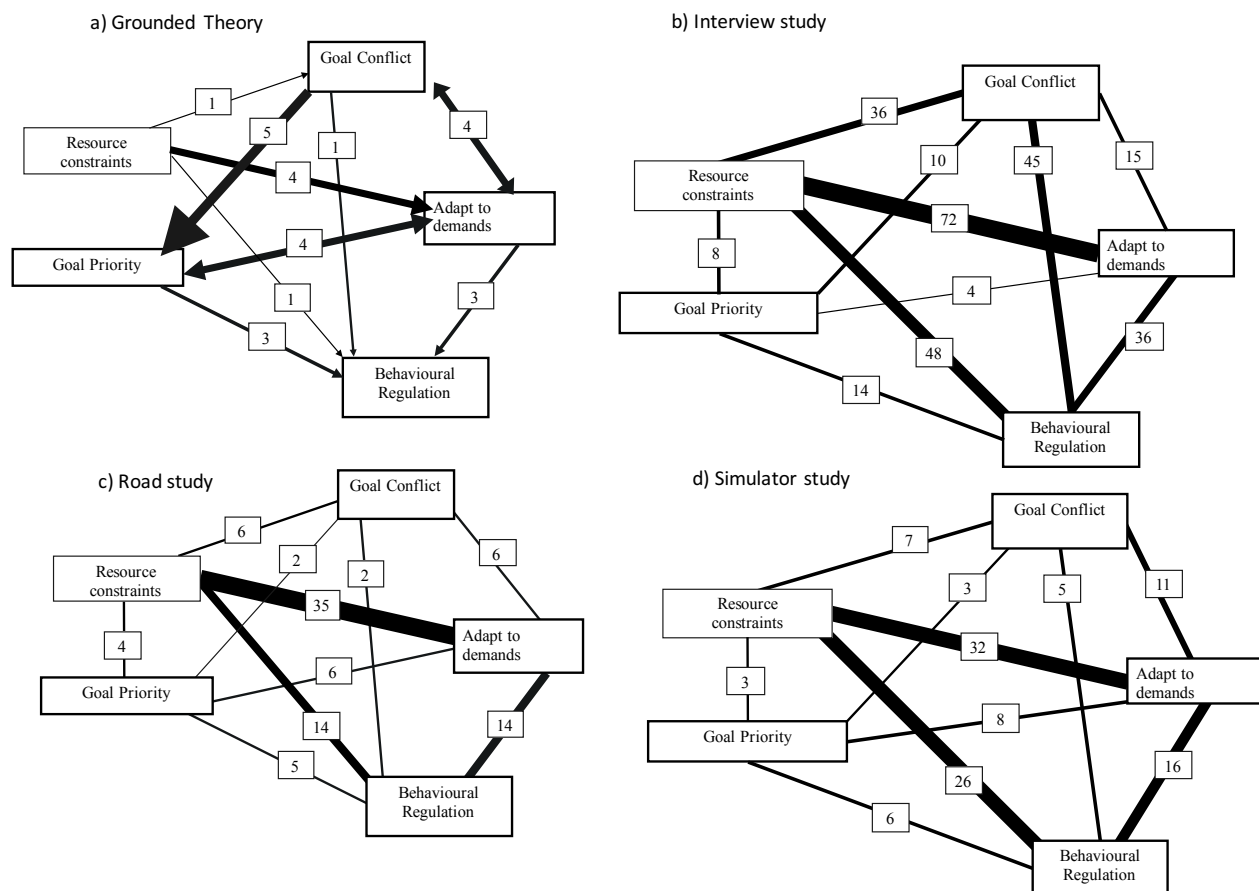 a) Grounded Theory
Goal Conflict
1
5
1
4
Resource
constraints
4
Adapt to
demands
4
Goal Priority
1
3
3
Behavioural
Regulation
b) Interview study
Goal Conflict
36
10
45
15
Resource
constraints
72
Adapt to
demands
8
4
Goal Priority
48
36
14
Behavioural
Regulation
c) Road study
Goal Conflict
6
2
2
6
Resource
constraints
35
Adapt to
demands
4
6
Goal Priority
14
14
5
Behavioural
Regulation
d) Simulator study
Goal Conflict
7
3
5
11
Resource
constraints
32
Adapt to
demands
3
8
Goal Priority
26
16
6
Behavioural
Regulation